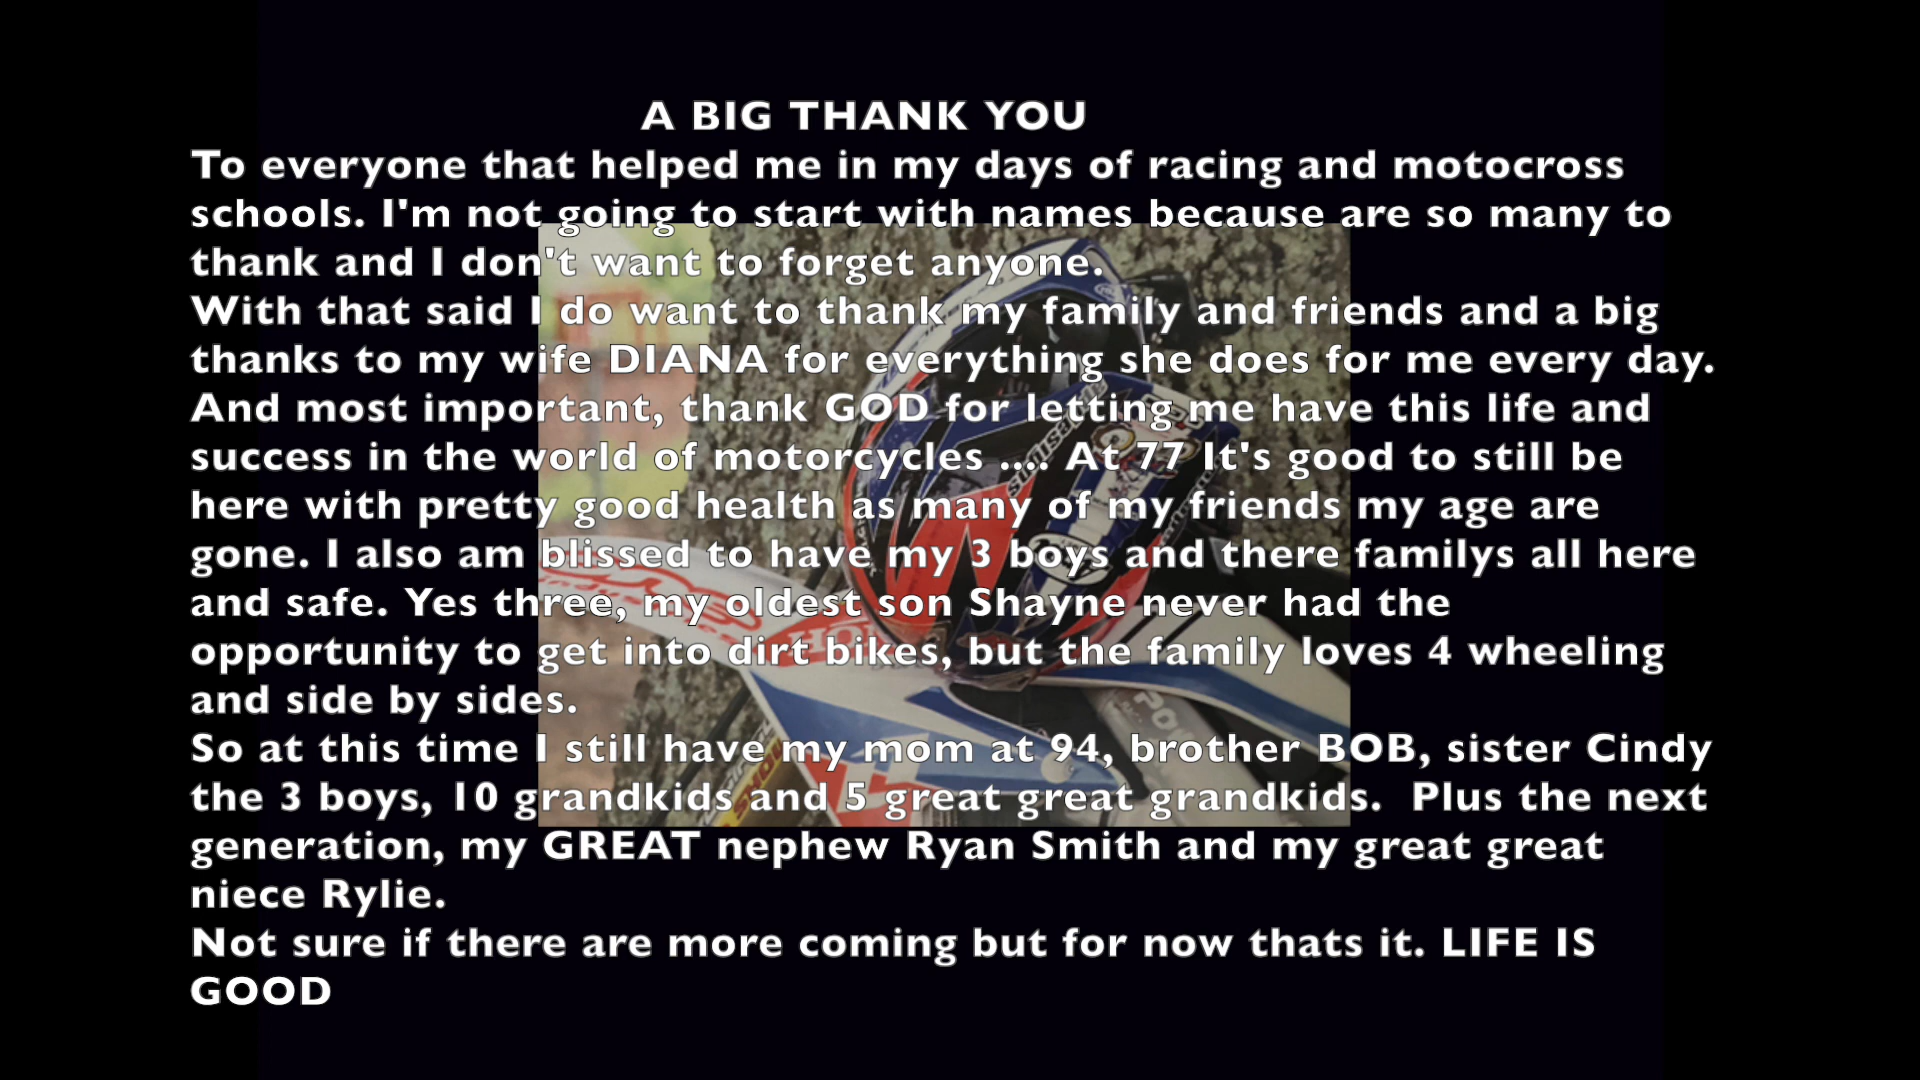 A BIG THANK YOU
To everyone that helped me in my days of racing and motocross
schools. I'm not going to start with names because are so many to
thank and I don't want to forget anyone.
With that said I do want to thank my family and friends and a big
thanks to my wife DIANA for everything she does for me every day.
And most important, thank GOD for letting me have this life and
success in the world of motorcycles .... At 77 It's good to still be
here with pretty good health as many of my friends my age are
gone. I also am blissed to have my 3 boys and there familys all here
and safe. Yes three, my oldest son Shayne never had the
opportunity to get into dirt bikes, but the family loves 4 wheeling
and side by sides.
So at this time I still have my mom at 94, brother BOB, sister Cindy
the 3 boys, 10 grandkids and 5 great great grandkids.  Plus the next
generation, my GREAT nephew Ryan Smith and my great great
niece Rylie.
Not sure if there are more coming but for now thats it. LIFE IS
GOOD